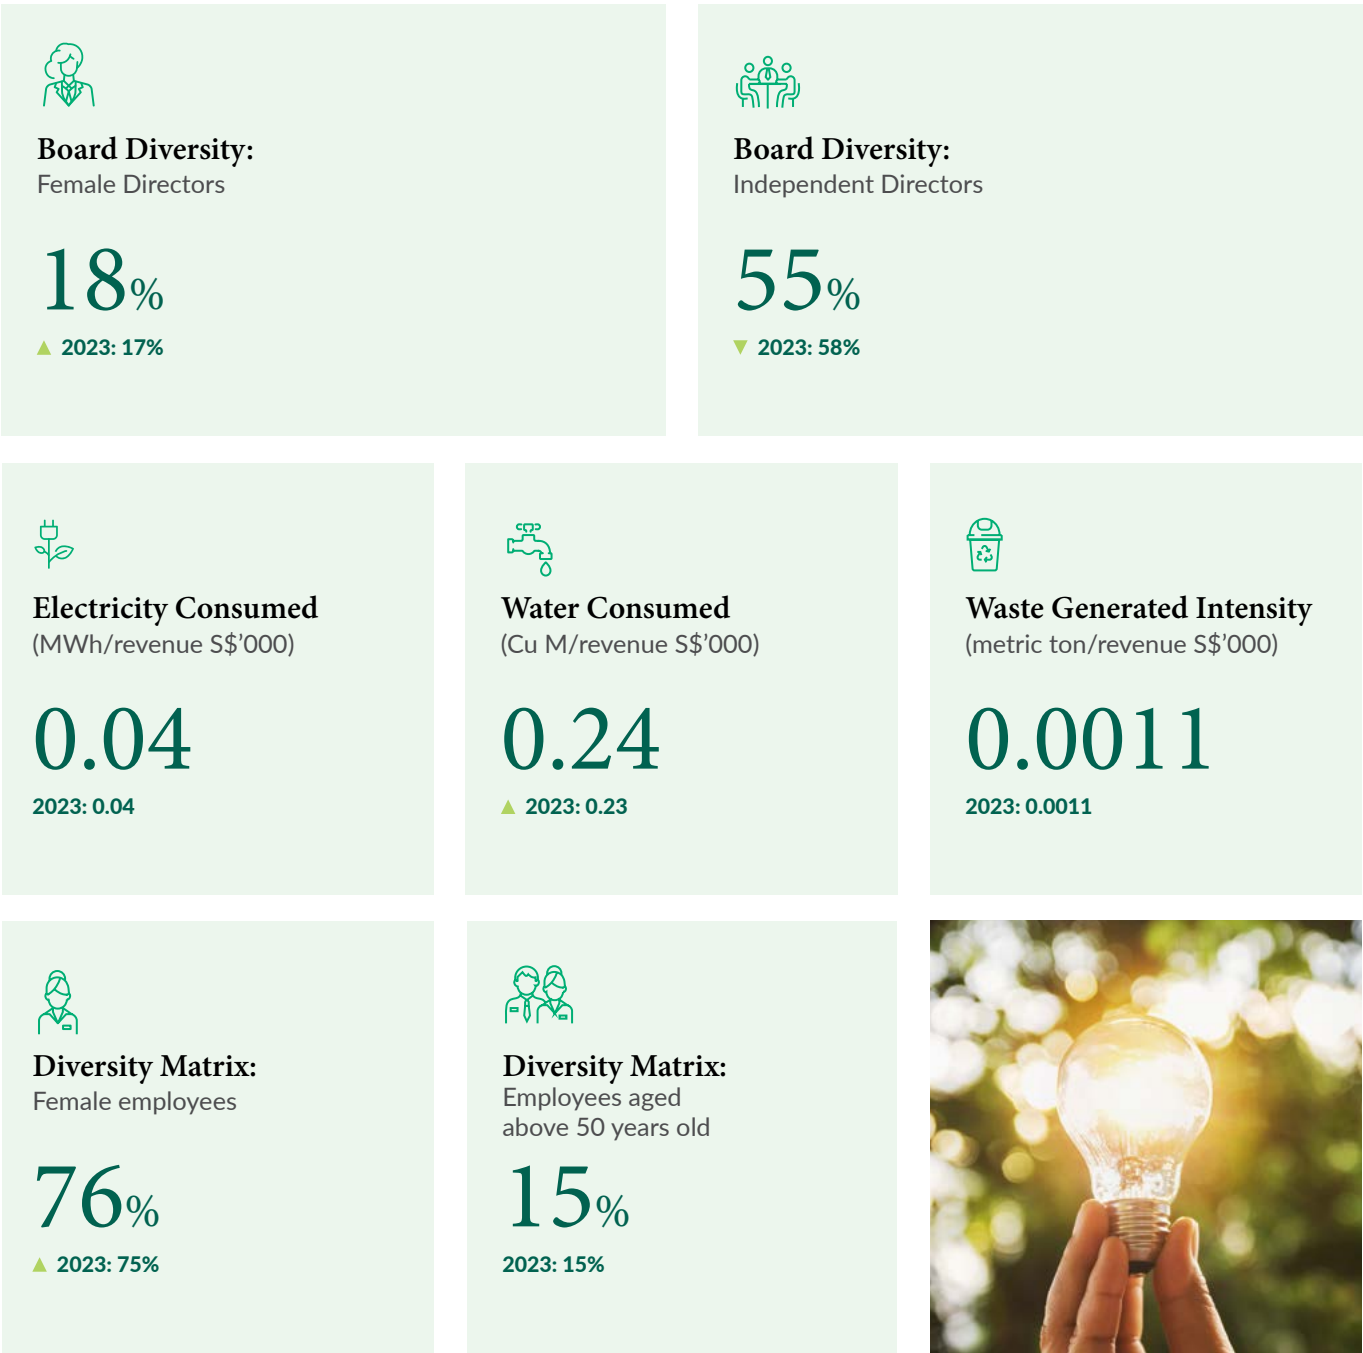 Board Diversity:
Female Directors
18%
▲ 2023: 17%
Board Diversity:
Independent Directors
55%
▼ 2023: 58%
Electricity Consumed
(MWh/revenue S$’000)
0.04
2023: 0.04
Water Consumed
(Cu M/revenue S$’000)
0.24
▲ 2023: 0.23
Waste Generated Intensity
(metric ton/revenue S$’000)
0.0011
2023: 0.0011
Diversity Matrix:
Female employees
76%
▲ 2023: 75%
Diversity Matrix:
Employees aged
above 50 years old
15%
2023: 15%